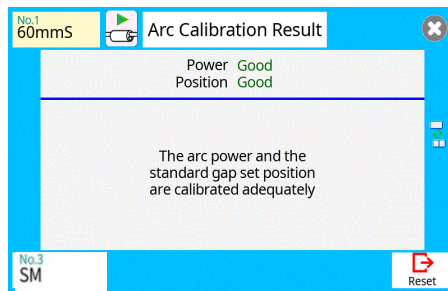 No.1
60mmS
Arc Calibration Result
Power Good
Position Good
The arc power and the
standard gap set position
are calibrated adequately
No.3
SM
Reset